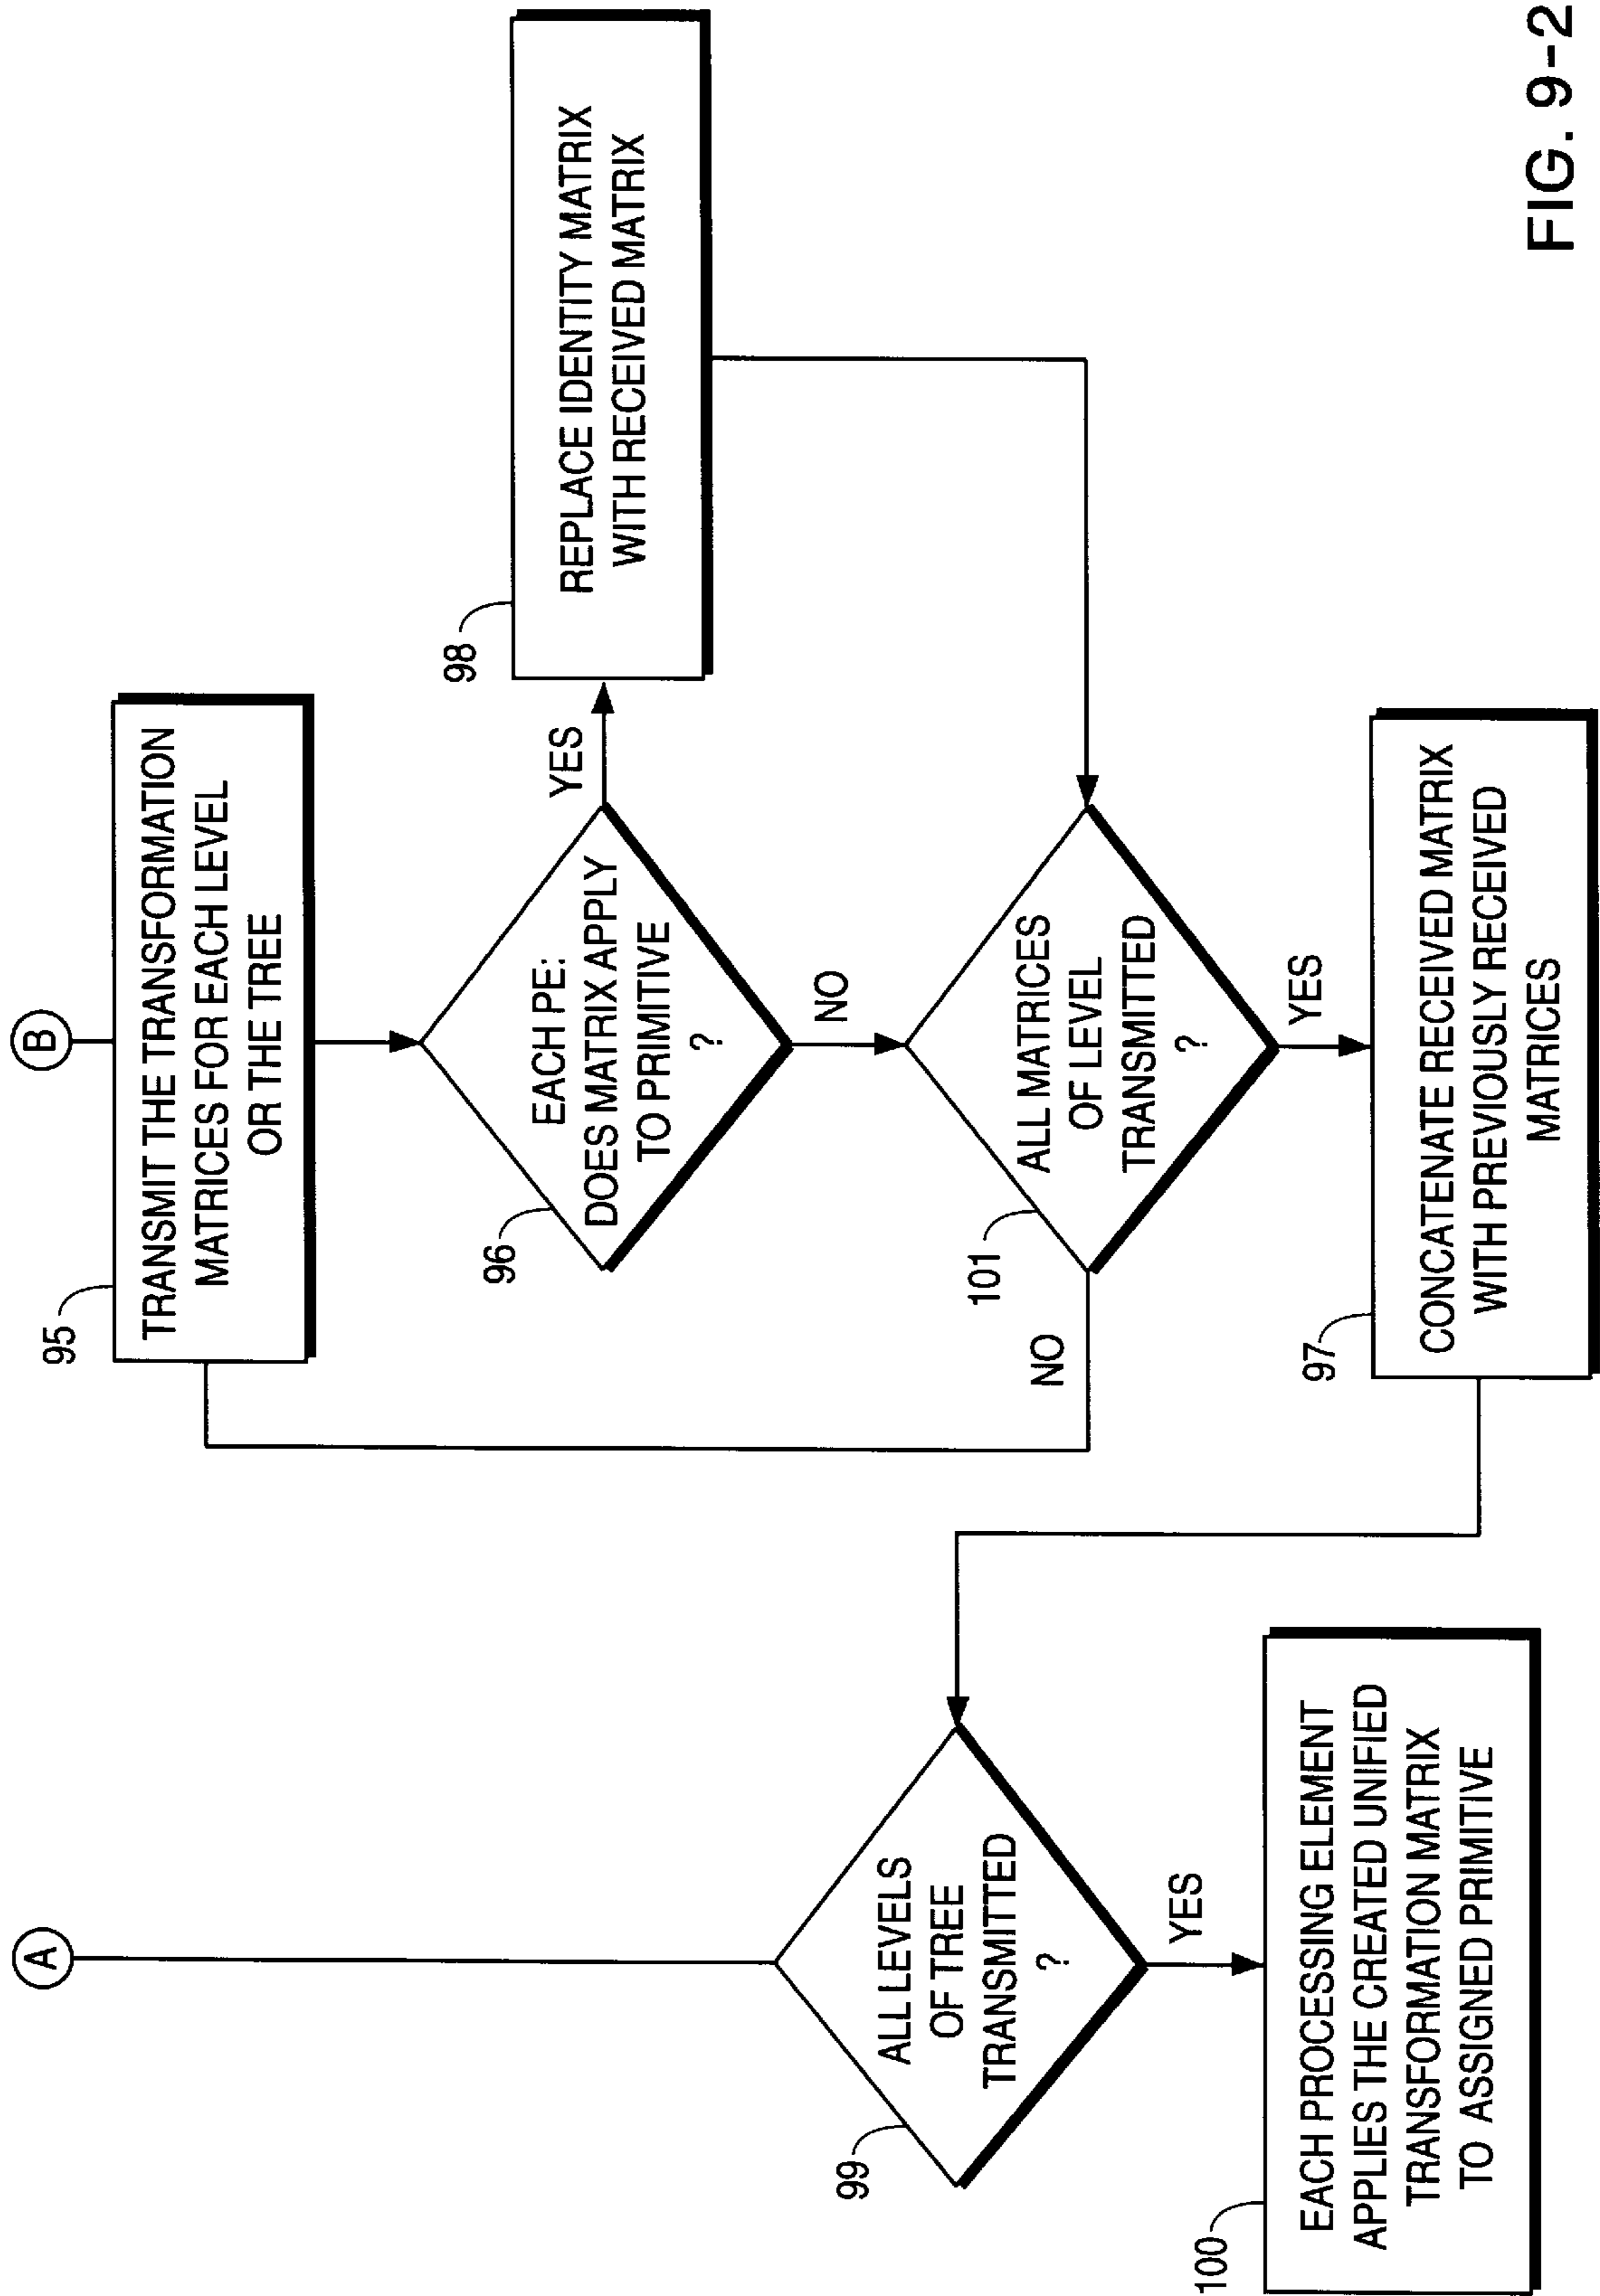 B
95
TRANSMIT THE TRANSFORMATION
MATRICES FOR EACH LEVEL
OR THE TREE
96
EACH PE:
DOES MATRIX APPLY
TO PRIMITIVE
?
YES
98
REPLACE IDENTITY MATRIX
WITH RECEIVED MATRIX
NO
101
ALL MATRICES
OF LEVEL
TRANSMITTED
?
NO
YES
97
CONCATENATE RECEIVED MATRIX
WITH PREVIOUSLY RECEIVED
MATRICES
A
99
ALL LEVELS
OF TREE
TRANSMITTED
?
YES
100
EACH PROCESSING ELEMENT
APPLIES THE CREATED UNIFIED
TRANSFORMATION MATRIX
TO ASSIGNED PRIMITIVE
FIG. 9-2